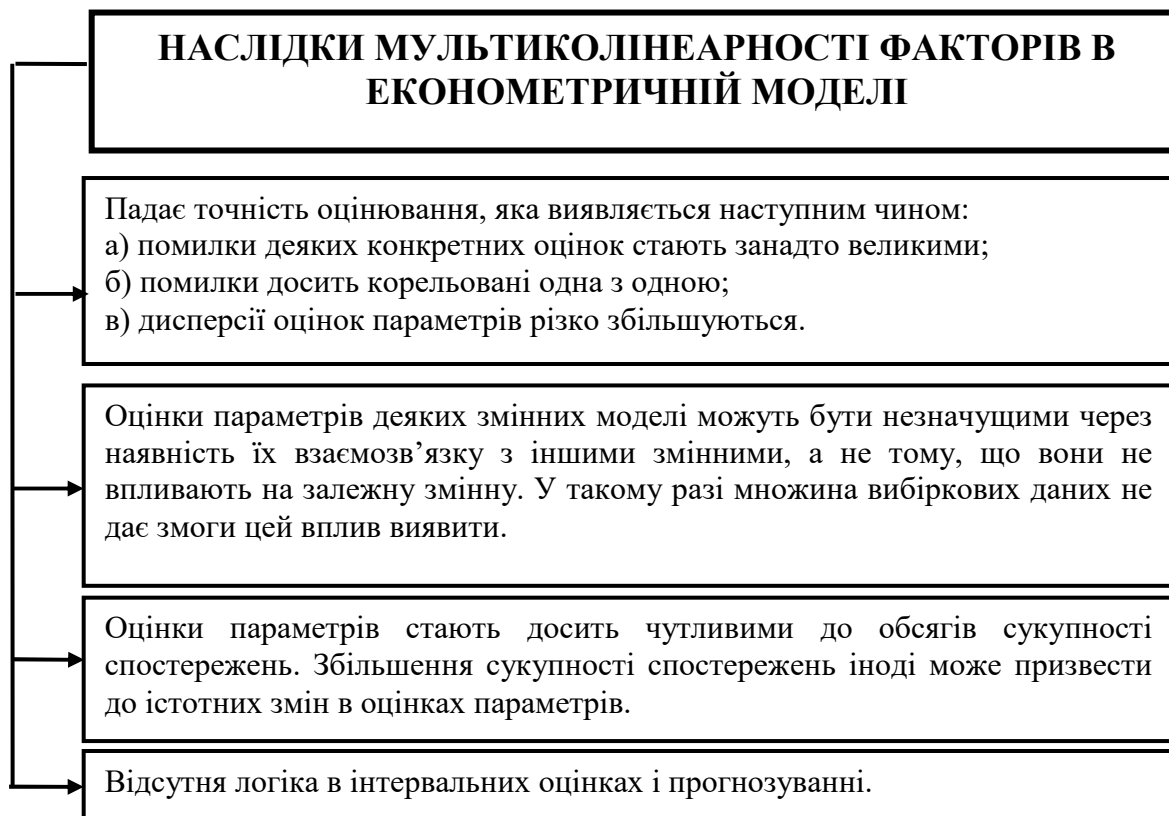 НАСЛІДКИ МУЛЬТИКОЛІНЕАРНОСТІ ФАКТОРІВ В
ЕКОНОМЕТРИЧНІЙ МОДЕЛІ
Падає точність оцінювання, яка виявляється наступним чином:
а) помилки деяких конкретних оцінок стають занадто великими;
б) помилки досить корельовані одна з одною;
в) дисперсії оцінок параметрів різко збільшуються.
Оцінки параметрів деяких змінних моделі можуть бути незначущими через
наявність їх взаємозв’язку з іншими змінними, а не тому, що вони не
впливають на залежну змінну. У такому разі множина вибіркових даних не
дає змоги цей вплив виявити.
Оцінки параметрів стають досить чутливими до обсягів сукупності
спостережень. Збільшення сукупності спостережень іноді може призвести
до істотних змін в оцінках параметрів.
Відсутня логіка в інтервальних оцінках і прогнозуванні.